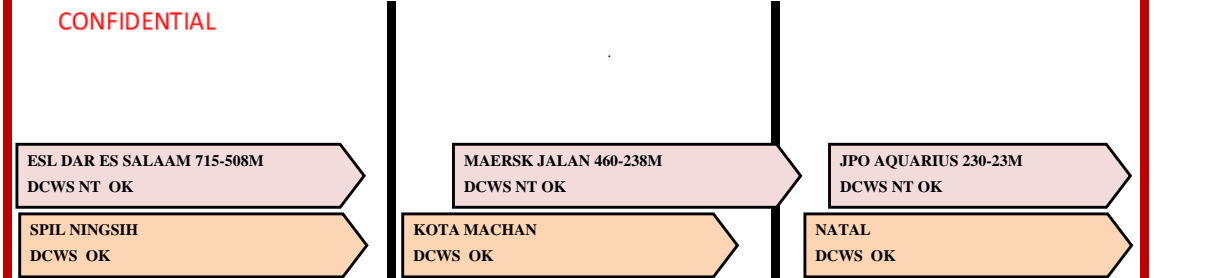 CONFIDENTIAL
.
ESL DAR ES SALAAM 715-508M
DCWS NT  OK
MAERSK JALAN 460-238M
DCWS NT OK
JPO AQUARIUS 230-23M
DCWS NT OK
SPIL NINGSIH
DCWS  OK
KOTA MACHAN
DCWS  OK
NATAL
DCWS  OK